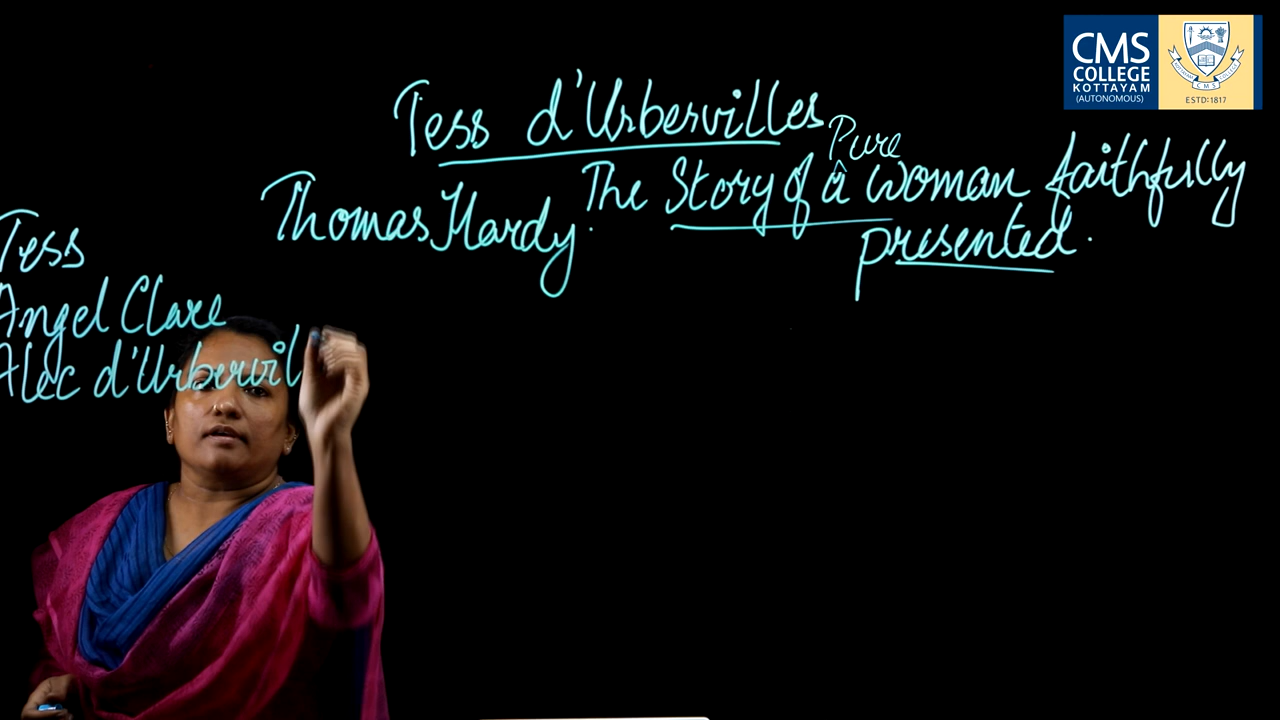 CMS
COLLEGE
KOTTAYAM
(AUTONOMOUS)
CMS
ESTD:1817
Tess d'Urbervilles
Pure
The Story of a woman faithfully
presented.
Thomas Hardy.
Tess
Angel Clare
Alec d'Urbervil